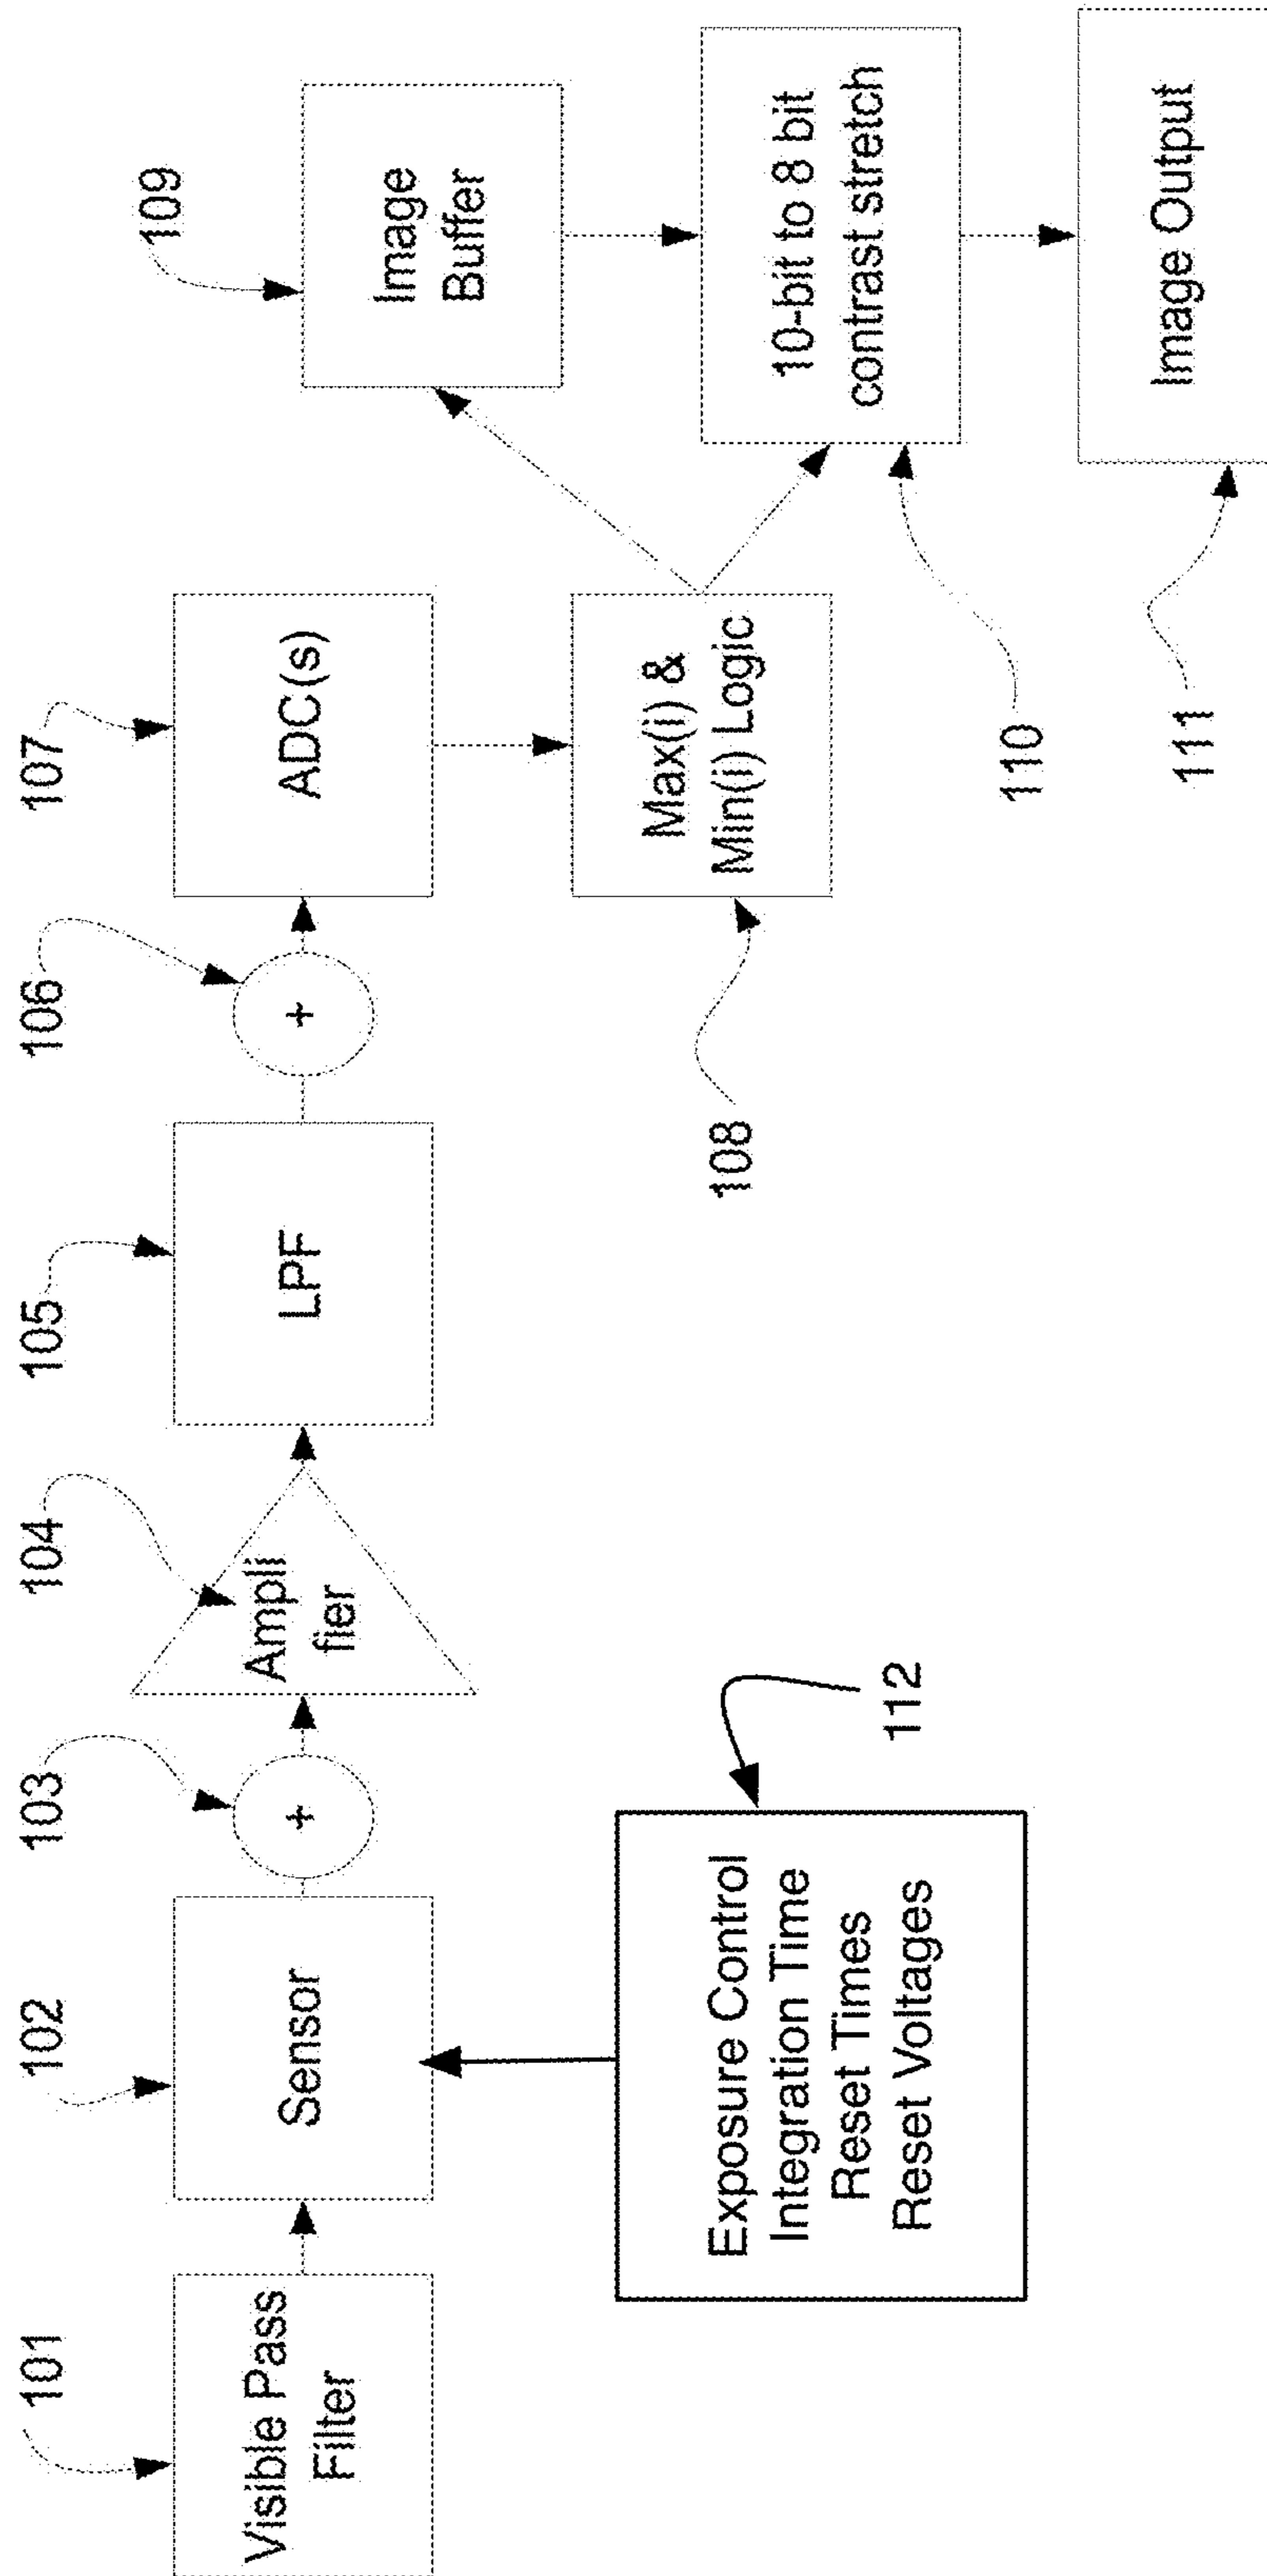 101
Visible Pass
Filter
102
Sensor
103
+
104
Ampli
fier
105
LPF
106
+
107
ADC(s)
108
Max(i) &
Min(i) Logic
109
Image
Buffer
110
10-bit to 8 bit
contrast stretch
111
Image Output
112
Exposure Control
Integration Time
Reset Times
Reset Voltages